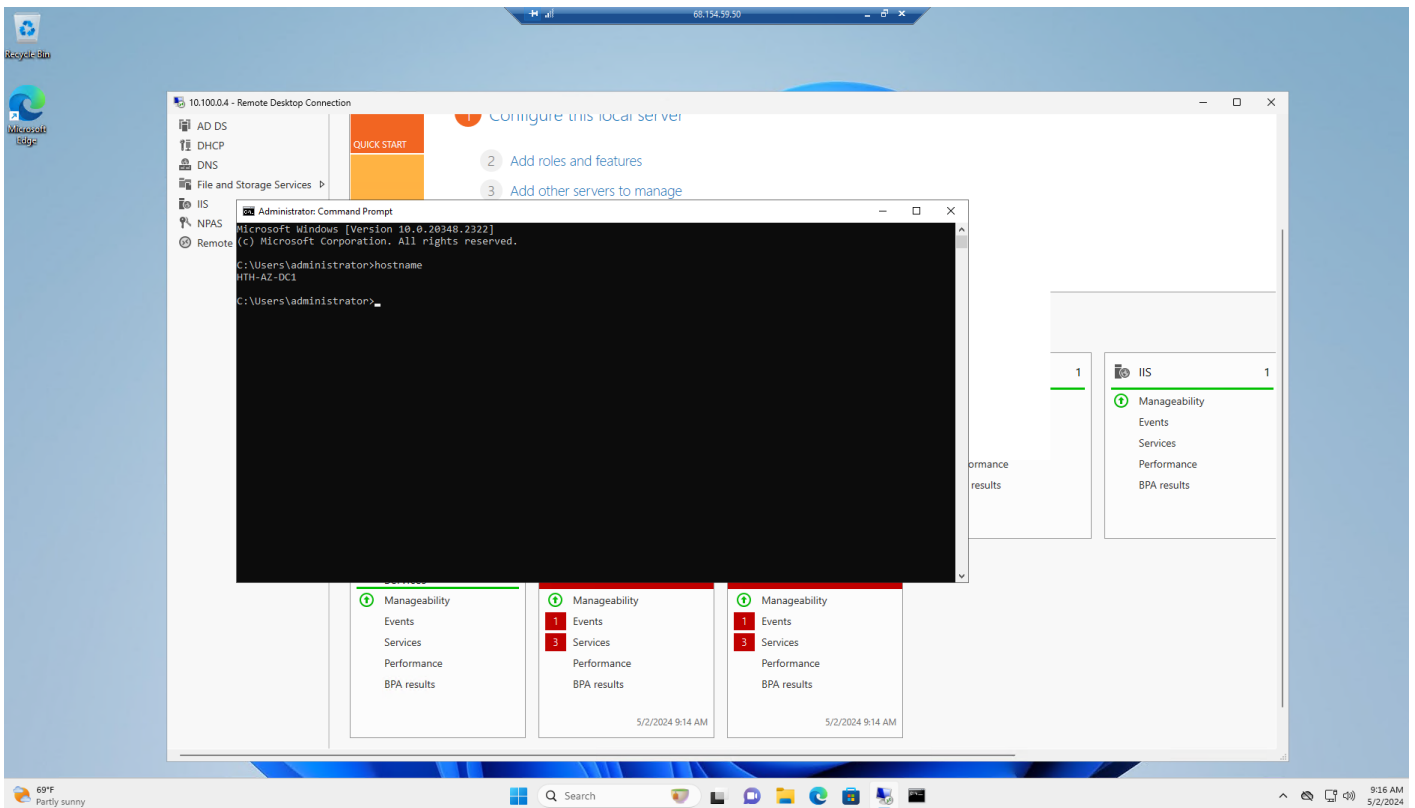 68.154.59.50
Recycle Bin
Microsoft
Edge
10.100.0.4 - Remote Desktop Connection
AD DS
DHCP
DNS
File and Storage Services
IIS
NPAS
Remote
QUICK START
1 Configure this local server
2 Add roles and features
3 Add other servers to manage
Administrator: Command Prompt
Microsoft Windows [Version 10.0.20348.2322]
(c) Microsoft Corporation. All rights reserved.
C:\Users\administrator>hostname
HTH-AZ-DC1
C:\Users\administrator>
1
ormance
results
IIS 1
Manageability
Events
Services
Performance
BPA results
Services
Manageability
Events
Services
Performance
BPA results
Manageability
1 Events
3 Services
Performance
BPA results
5/2/2024 9:14 AM
Manageability
1 Events
3 Services
Performance
BPA results
5/2/2024 9:14 AM
69°F
Partly sunny
Search
9:16 AM
5/2/2024